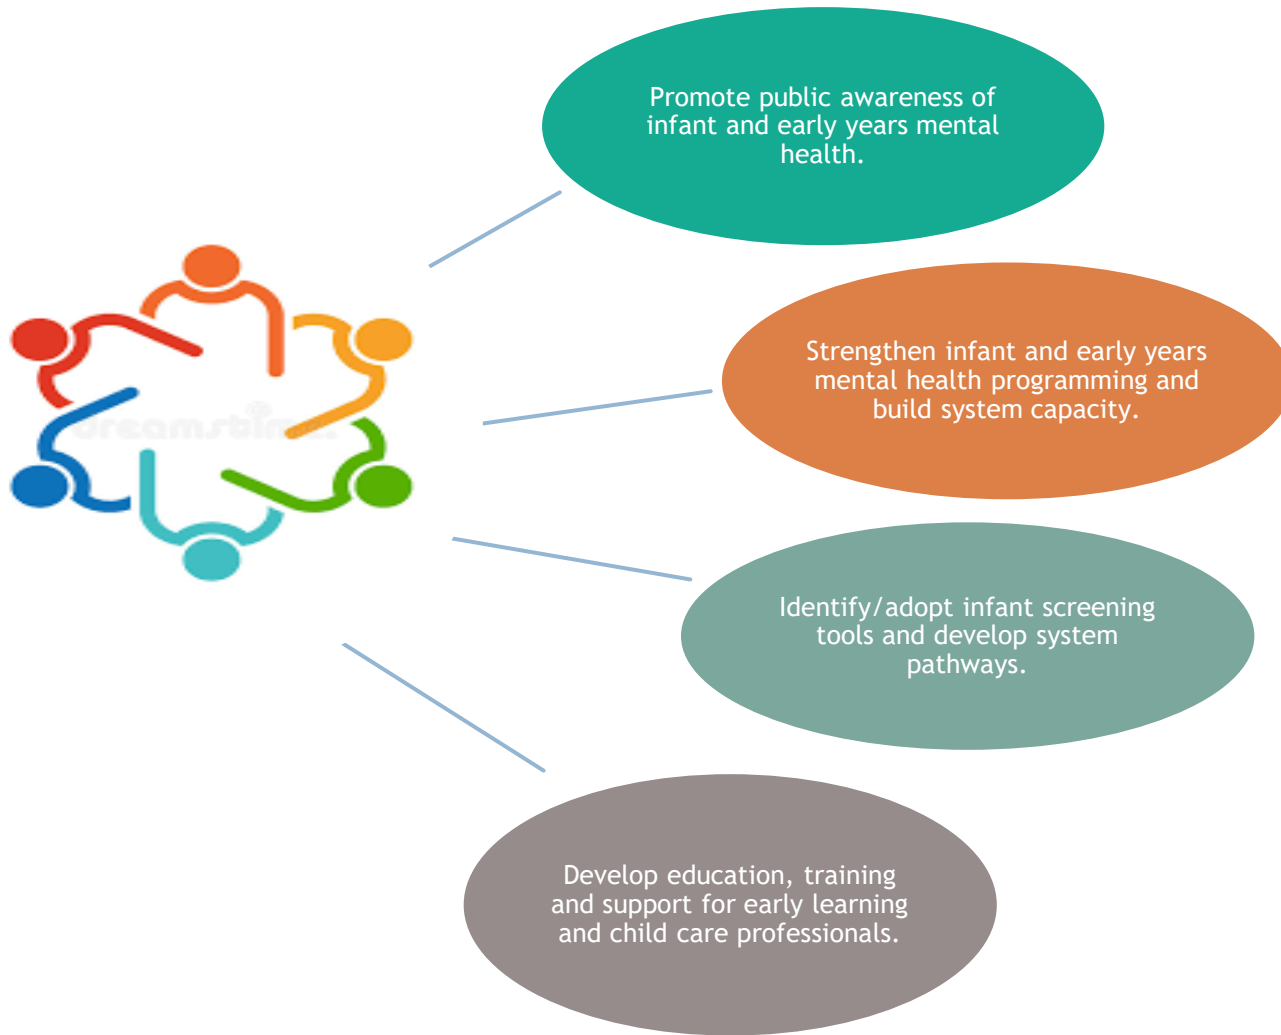 Promote public awareness of
infant and early years mental
health.
Strengthen infant and early years
mental health programming and
build system capacity.
dreamstime.
Identify/adopt infant screening
tools and develop system
pathways.
Develop education, training
and support for early learning
and child care professionals.